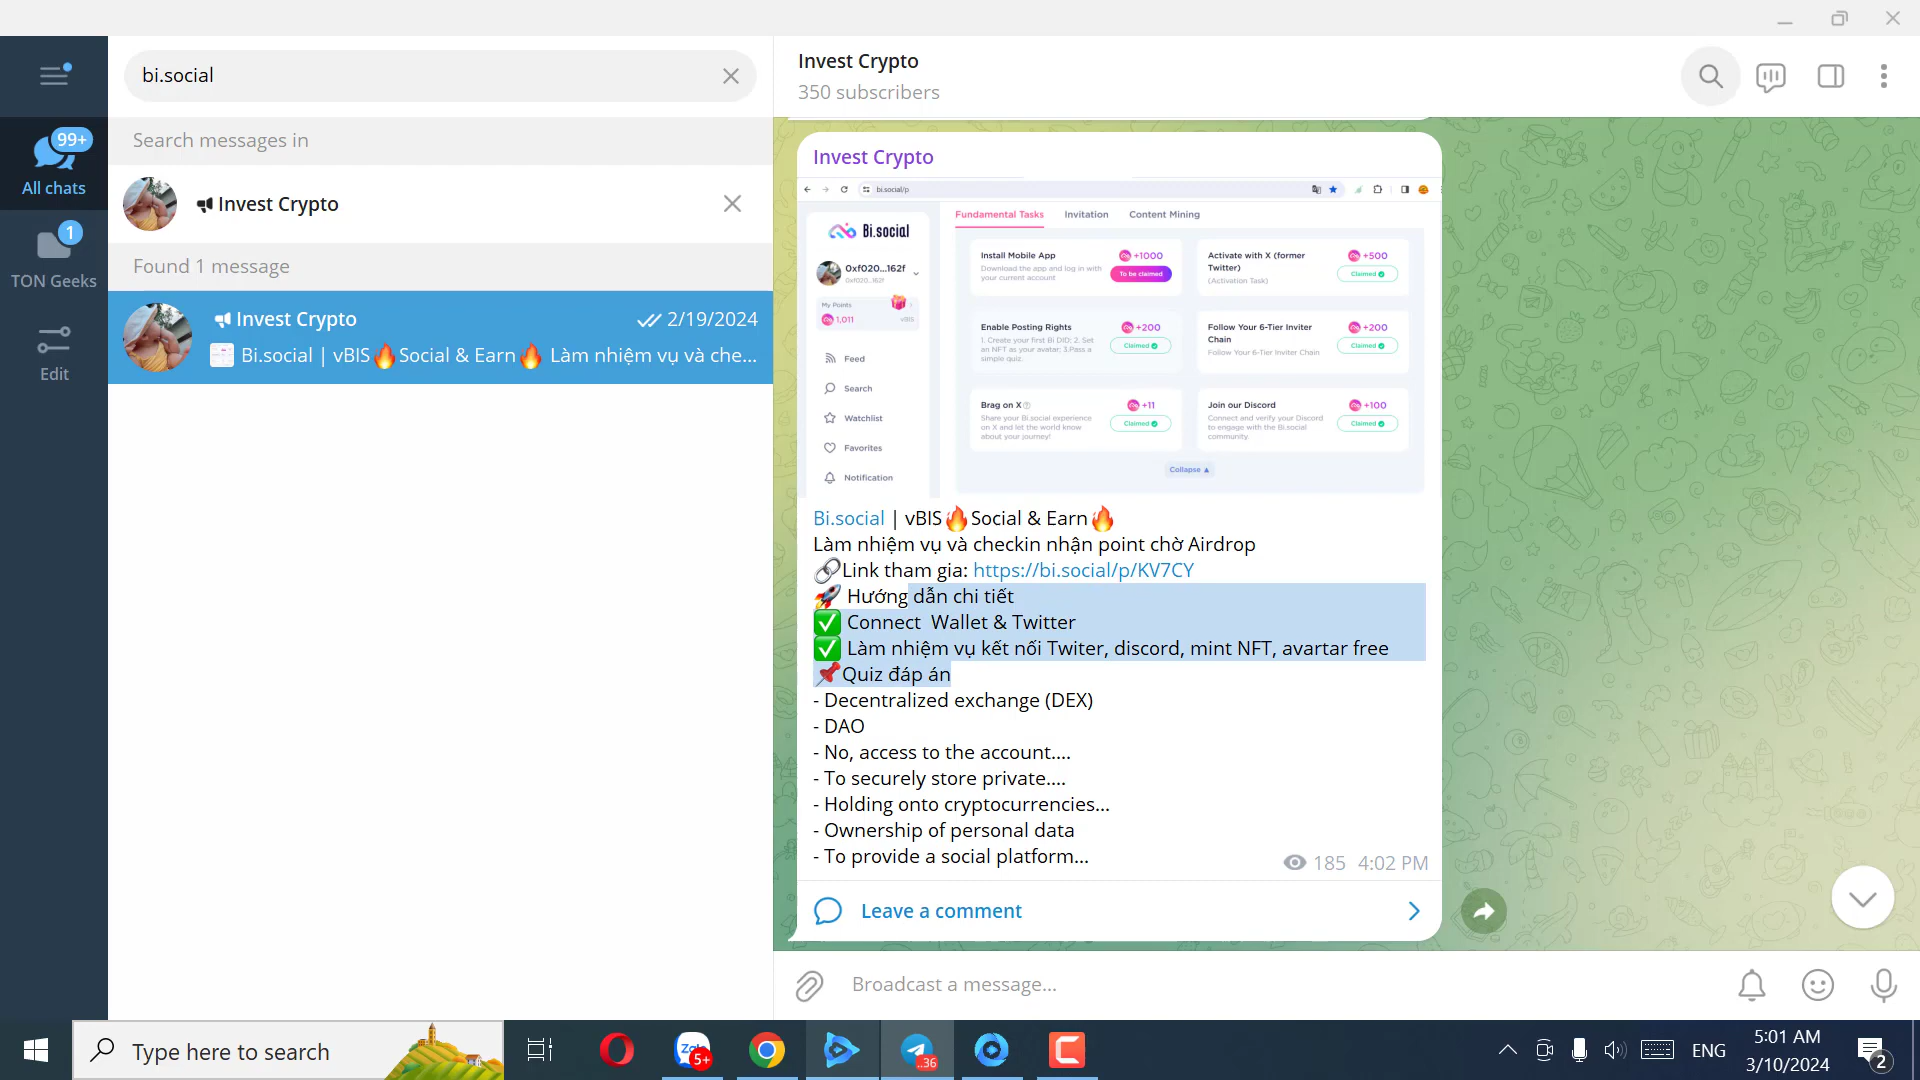 bi.social
Search messages in
Invest Crypto
Found 1 message
Invest Crypto
2/19/2024
Bi.social | vBIS🔥Social & Earn🔥 Làm nhiệm vụ và che...
99+
All chats
1
TON Geeks
Edit
Invest Crypto
350 subscribers
Invest Crypto
bi.social/p
Bi.social
0xf020...162f
0xf020...162f
My Points
1,011
vBIS
Feed
Search
Watchlist
Favorites
Notification
Fundamental Tasks
Invitation
Content Mining
Install Mobile App
+1000
Download the app and log in with
your current account
To be claimed
Activate with X (former
Twitter)
(Activation Task)
+500
Claimed
Enable Posting Rights
+200
1. Create your first Bi DID; 2. Set
an NFT as your avatar; 3.Pass a
simple quiz
Claimed
Follow Your 6-Tier Inviter
Chain
Follow Your 6-Tier Inviter Chain
+200
Claimed
Brag on X
+11
Share your Bi.social experience
on X and let the world know
about your journey!
Claimed
Join our Discord
+100
Connect and verify your Discord
to engage with the Bi.social
community.
Claimed
Collapse ▲
Bi.social | vBIS🔥Social & Earn🔥
Làm nhiệm vụ và checkin nhận point chờ Airdrop
🔗Link tham gia: https://bi.social/p/KV7CY
🚀 Hướng dẫn chi tiết
✅ Connect  Wallet & Twitter
✅ Làm nhiệm vụ kết nối Twiter, discord, mint NFT, avartar free
📌Quiz đáp án
- Decentralized exchange (DEX)
- DAO
- No, access to the account....
- To securely store private....
- Holding onto cryptocurrencies...
- Ownership of personal data
- To provide a social platform...
185 4:02 PM
Leave a comment
Broadcast a message...
Type here to search
Zalo
5+
..36
ENG
5:01 AM
3/10/2024
2